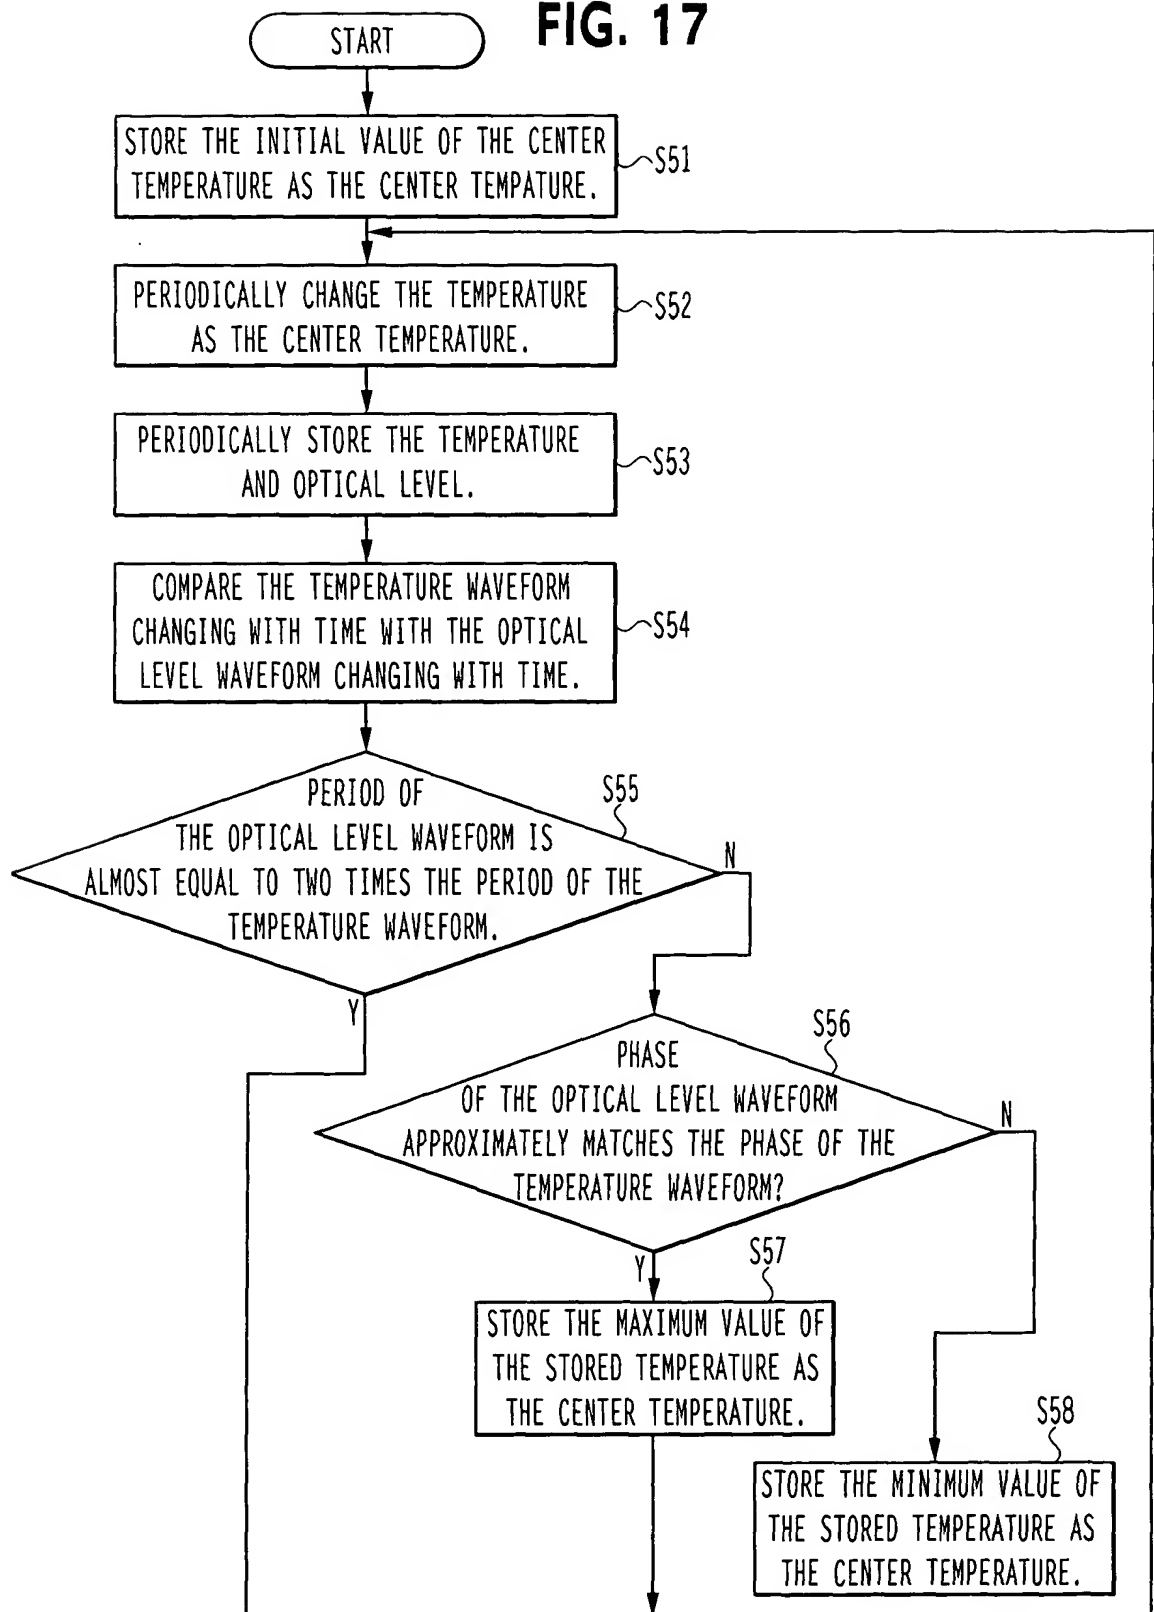 FIG. 17
START
STORE THE INITIAL VALUE OF THE CENTER
TEMPERATURE AS THE CENTER TEMPATURE.
S51
PERIODICALLY CHANGE THE TEMPERATURE
AS THE CENTER TEMPERATURE.
S52
PERIODICALLY STORE THE TEMPERATURE
AND OPTICAL LEVEL.
S53
COMPARE THE TEMPERATURE WAVEFORM
CHANGING WITH TIME WITH THE OPTICAL
LEVEL WAVEFORM CHANGING WITH TIME.
S54
PERIOD OF
THE OPTICAL LEVEL WAVEFORM IS
ALMOST EQUAL TO TWO TIMES THE PERIOD OF THE
TEMPERATURE WAVEFORM.
S55
N
Y
PHASE
OF THE OPTICAL LEVEL WAVEFORM
APPROXIMATELY MATCHES THE PHASE OF THE
TEMPERATURE WAVEFORM?
S56
N
Y
S57
STORE THE MAXIMUM VALUE OF
THE STORED TEMPERATURE AS
THE CENTER TEMPERATURE.
S58
STORE THE MINIMUM VALUE OF
THE STORED TEMPERATURE AS
THE CENTER TEMPERATURE.